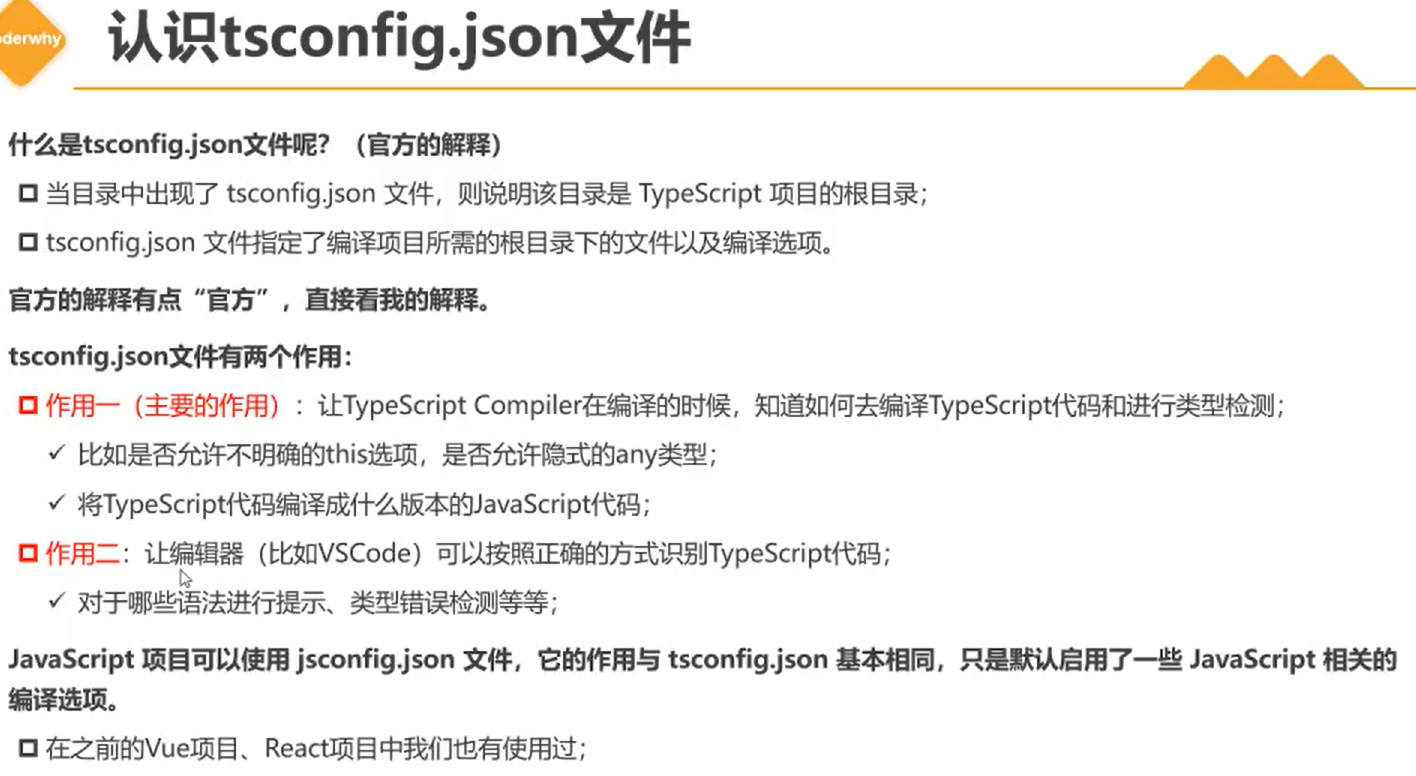 derwhy
认识tsconfig.json文件
什么是tsconfig.json文件呢？（官方的解释）
当目录中出现了 tsconfig.json 文件，则说明该目录是 TypeScript 项目的根目录；
tsconfig.json 文件指定了编译项目所需的根目录下的文件以及编译选项。
官方的解释有点“官方”，直接看我的解释。
tsconfig.json文件有两个作用：
作用一（主要的作用）：让TypeScript Compiler在编译的时候，知道如何去编译TypeScript代码和进行类型检测；
✓ 比如是否允许不明确的this选项，是否允许隐式的any类型；
✓ 将TypeScript代码编译成什么版本的JavaScript代码；
作用二：让编辑器（比如VSCode）可以按照正确的方式识别TypeScript代码；
✓ 对于哪些语法进行提示、类型错误检测等等；
JavaScript 项目可以使用 jsconfig.json 文件，它的作用与 tsconfig.json 基本相同，只是默认启用了一些 JavaScript 相关的
编译选项。
在之前的Vue项目、React项目中我们也有使用过；